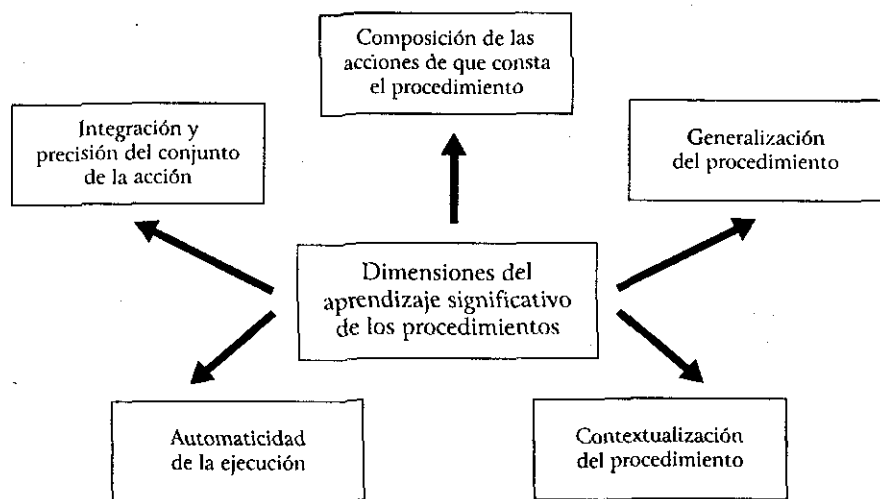 Composición de las
acciones de que consta
el procedimiento
Integración y
precisión del conjunto
de la acción
Generalización
del procedimiento
Dimensiones del
aprendizaje significativo
de los procedimientos
Automaticidad
de la ejecución
Contextualización
del procedimiento